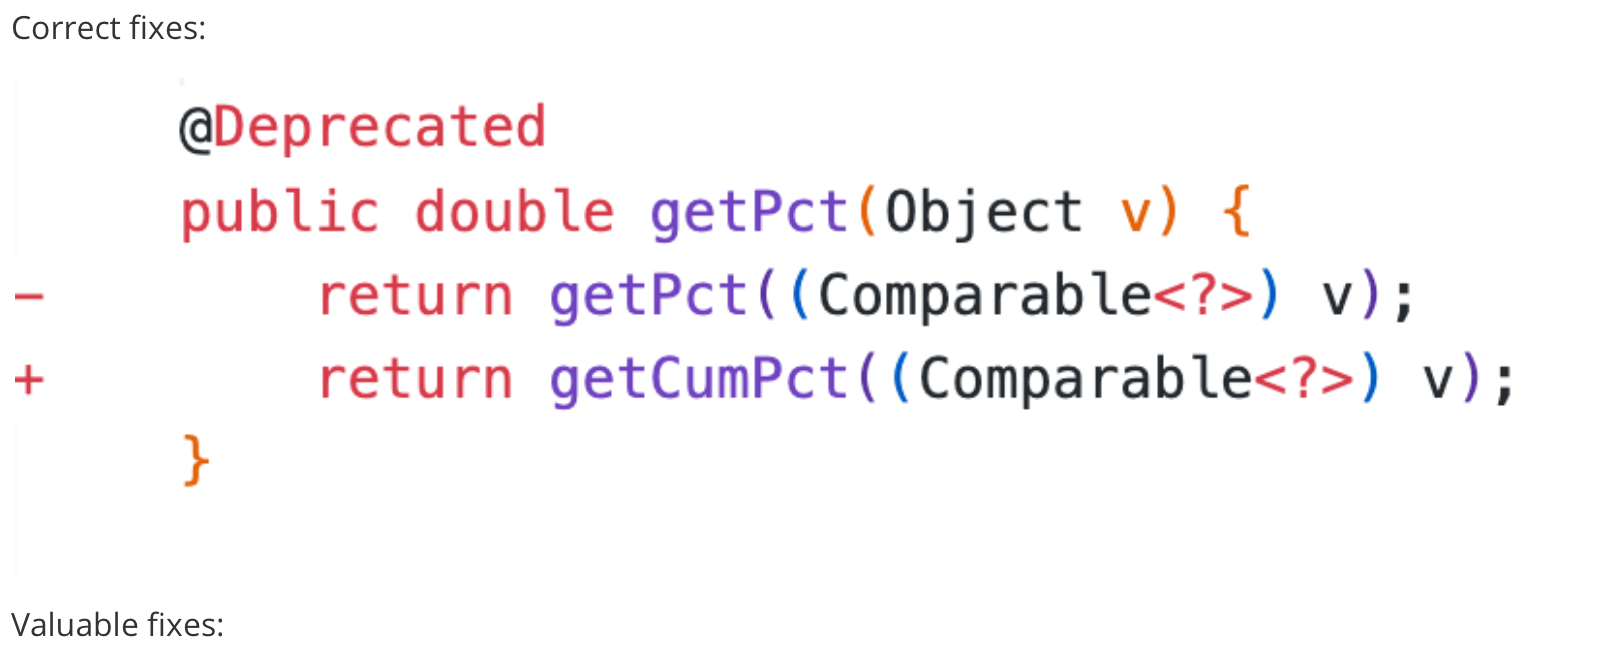 Correct fixes:
@Deprecated
public double getPct(Object v) {
-         return getPct((Comparable<?>) v);
+         return getCumPct((Comparable<?>) v);
}
Valuable fixes: